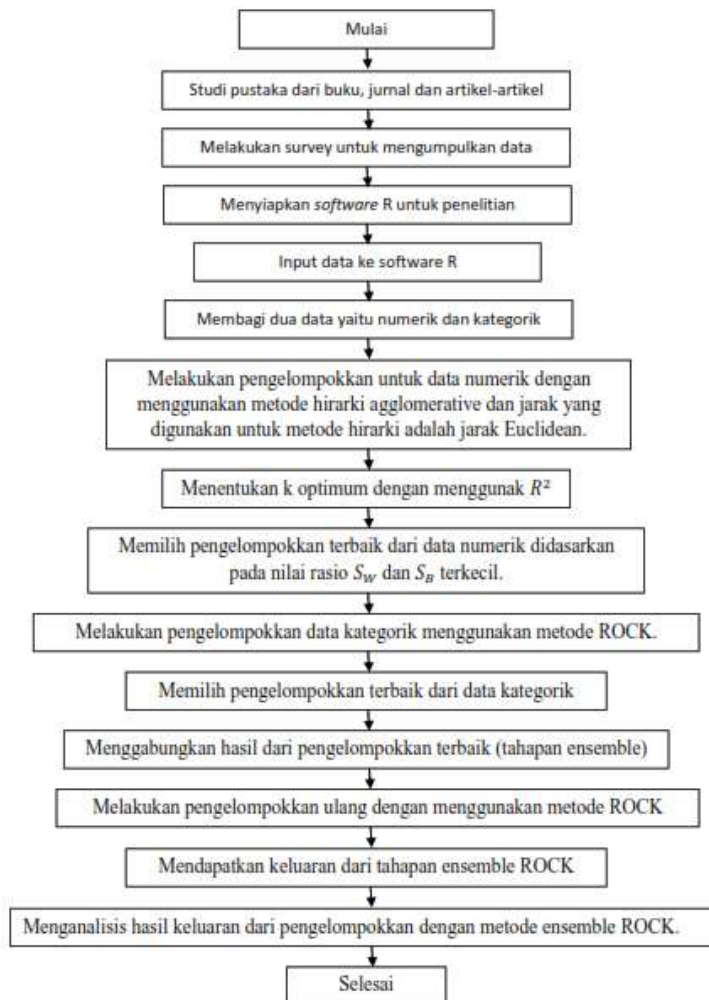 Mulai
Studi pustaka dari buku, jurnal dan artikel-artikel
Melakukan survey untuk mengumpulkan data
Menyiapkan software R untuk penelitian
Input data ke software R
Membagi dua data yaitu numerik dan kategorik
Melakukan pengelompokkan untuk data numerik dengan
menggunakan metode hirarki agglomerative dan jarak yang
digunakan untuk metode hirarki adalah jarak Euclidean.
Menentukan k optimum dengan menggunak R²
Memilih pengelompokkan terbaik dari data numerik didasarkan
pada nilai rasio S_W dan S_B terkecil.
Melakukan pengelompokkan data kategorik menggunakan metode ROCK.
Memilih pengelompokkan terbaik dari data kategorik
Menggabungkan hasil dari pengelompokkan terbaik (tahapan ensemble)
Melakukan pengelompokkan ulang dengan menggunakan metode ROCK
Mendapatkan keluaran dari tahapan ensemble ROCK
Menganalisis hasil keluaran dari pengelompokkan dengan metode ensemble ROCK.
Selesai